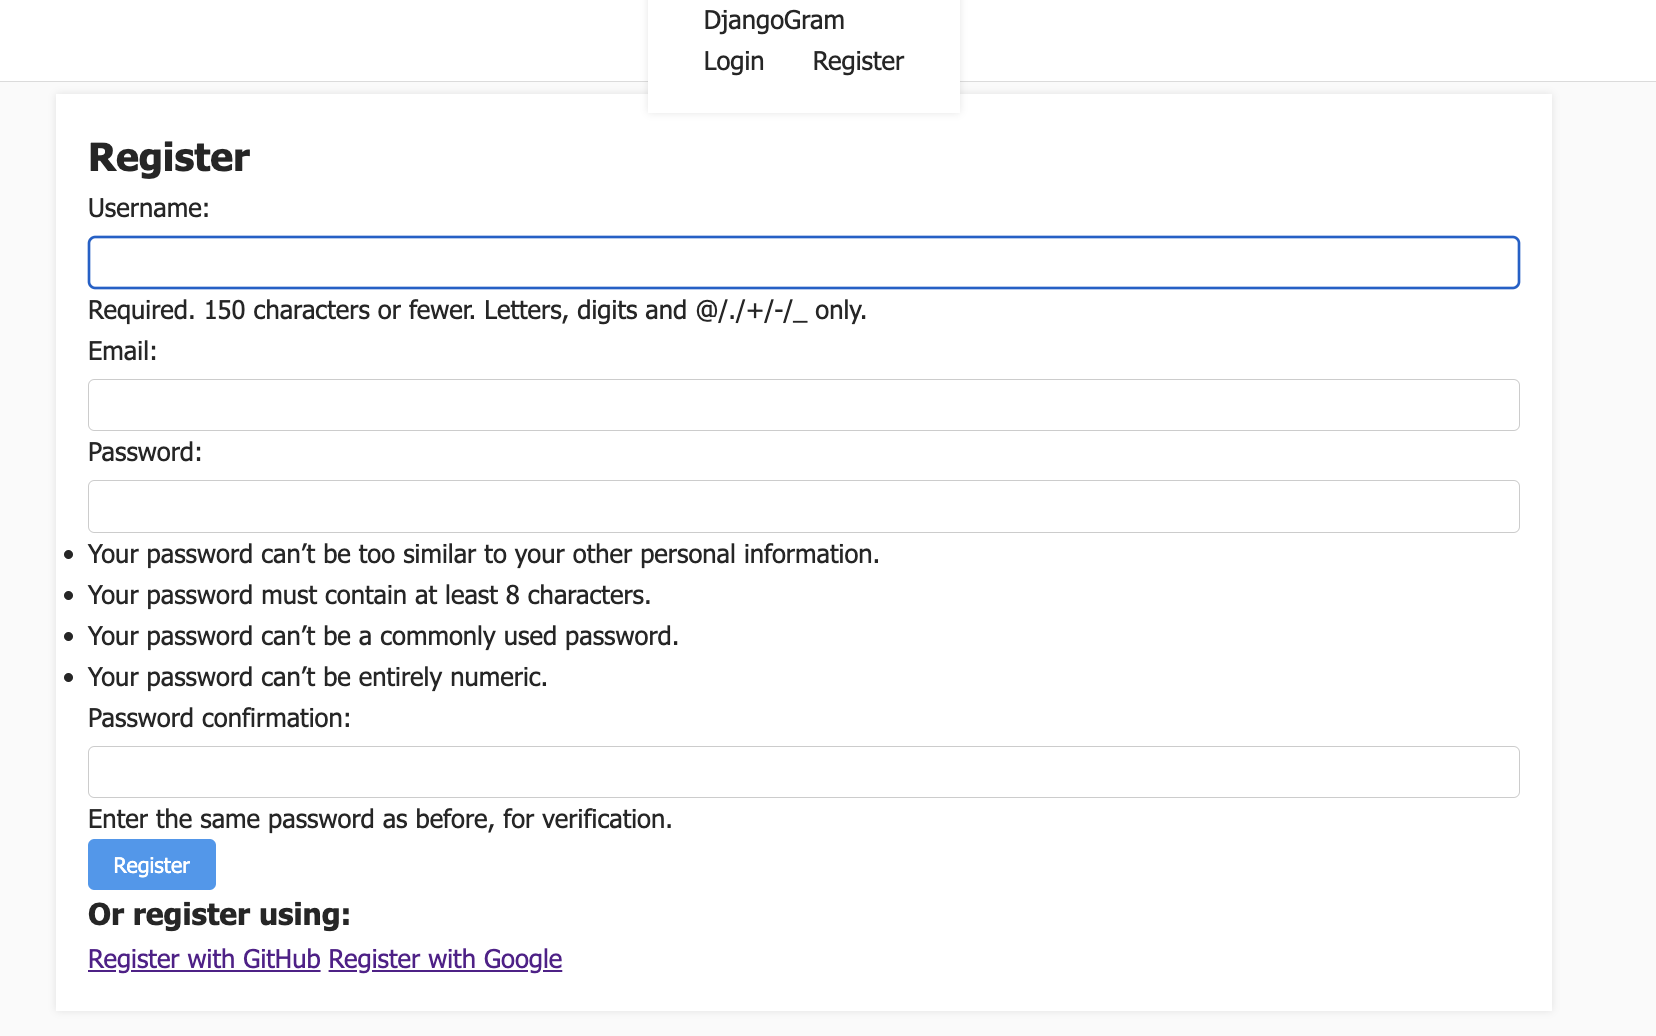 DjangoGram
Login Register
Register
Username:
Required. 150 characters or fewer. Letters, digits and @/./+/-/_ only.
Email:
Password:
• Your password can’t be too similar to your other personal information.
• Your password must contain at least 8 characters.
• Your password can’t be a commonly used password.
• Your password can’t be entirely numeric.
Password confirmation:
Enter the same password as before, for verification.
Register
Or register using:
Register with GitHub Register with Google